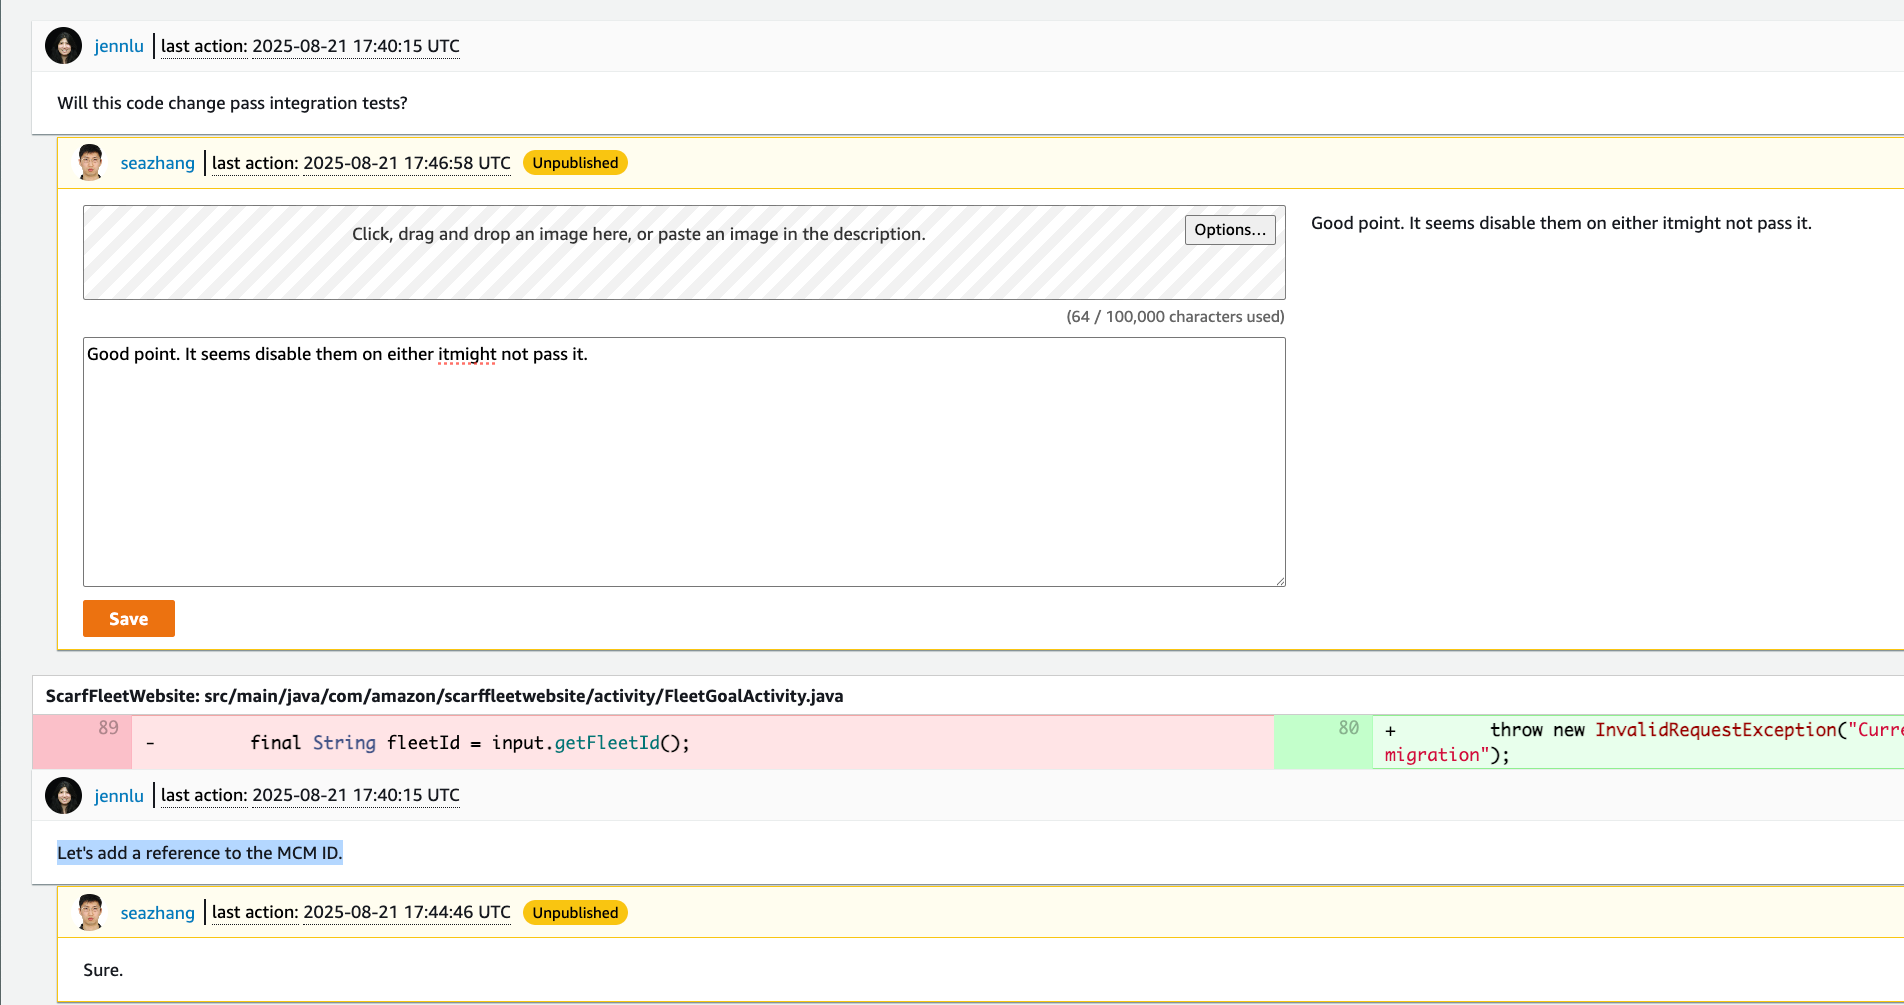 jennlu last action: 2025-08-21 17:40:15 UTC
Will this code change pass integration tests?
seazhang last action: 2025-08-21 17:46:58 UTC Unpublished
Click, drag and drop an image here, or paste an image in the description.
Options...
Good point. It seems disable them on either itmight not pass it.
(64 / 100,000 characters used)
Good point. It seems disable them on either itmight not pass it.
Save
ScarfFleetWebsite: src/main/java/com/amazon/scarffleetwebsite/activity/FleetGoalActivity.java
89 - final String fleetId = input.getFleetId();
80 + throw new InvalidRequestException("Curre
migration");
jennlu last action: 2025-08-21 17:40:15 UTC
Let's add a reference to the MCM ID.
seazhang last action: 2025-08-21 17:44:46 UTC Unpublished
Sure.